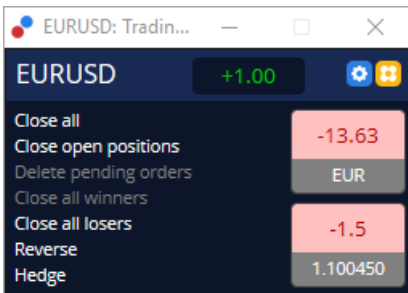 EURUSD: Tradin...
EURUSD +1.00
Close all
Close open positions
Delete pending orders
Close all winners
Close all losers
Reverse
Hedge
-13.63
EUR
-1.5
1.100450